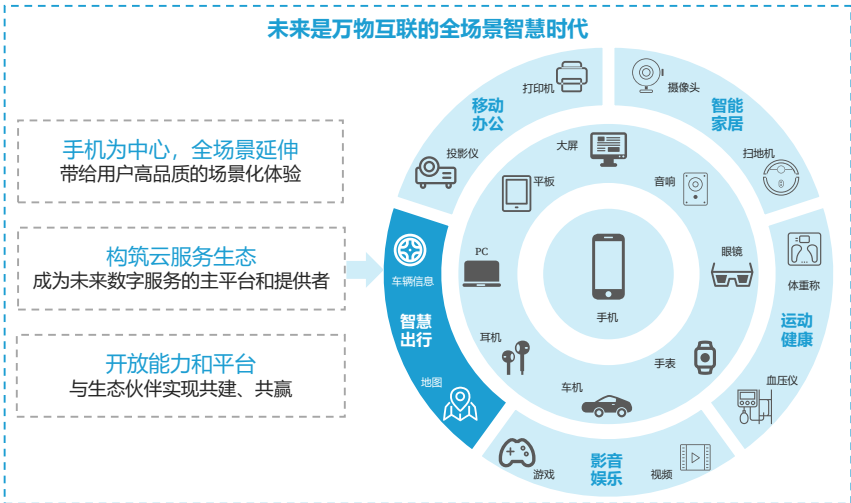 未来是万物互联的全场景智慧时代
手机为中心，全场景延伸
带给用户高品质的场景化体验
构筑云服务生态
成为未来数字服务的主平台和提供者
开放能力和平台
与生态伙伴实现共建、共赢
打印机
移动
办公
投影仪
摄像头
智能
家居
扫地机
大屏
平板
音响
PC
眼镜
手机
耳机
手表
车机
车辆信息
智慧
出行
地图
体重称
运动
健康
血压仪
游戏
影音
娱乐
视频